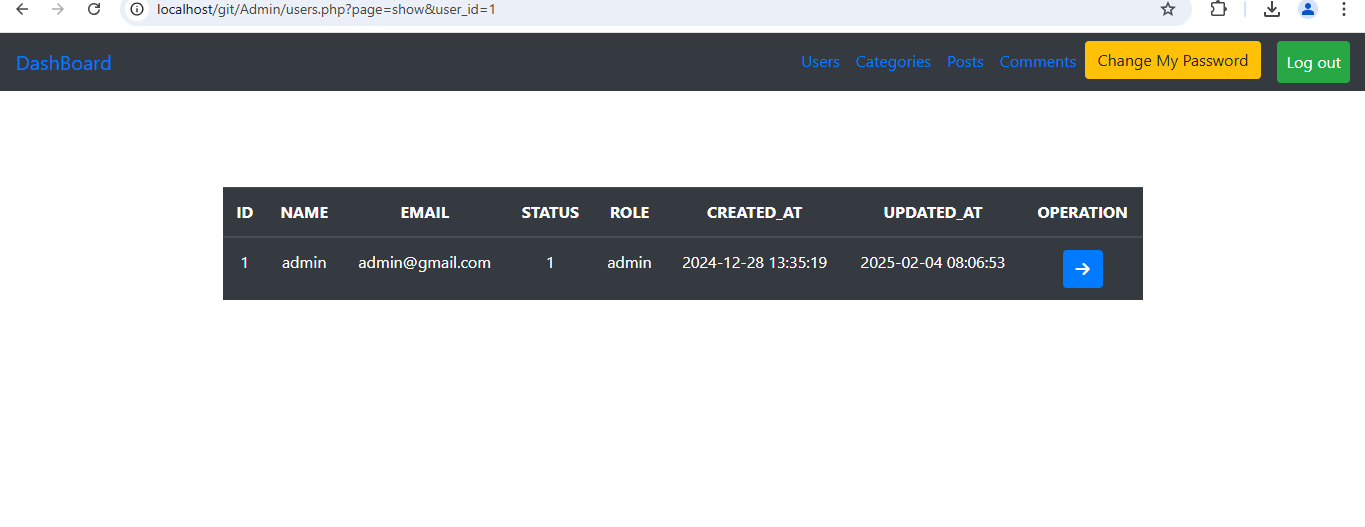 localhost/git/Admin/users.php?page=show&user_id=1
DashBoard Users Categories Posts Comments Change My Password Log out
ID NAME EMAIL STATUS ROLE CREATED_AT UPDATED_AT OPERATION
1 admin admin@gmail.com 1 admin 2024-12-28 13:35:19 2025-02-04 08:06:53